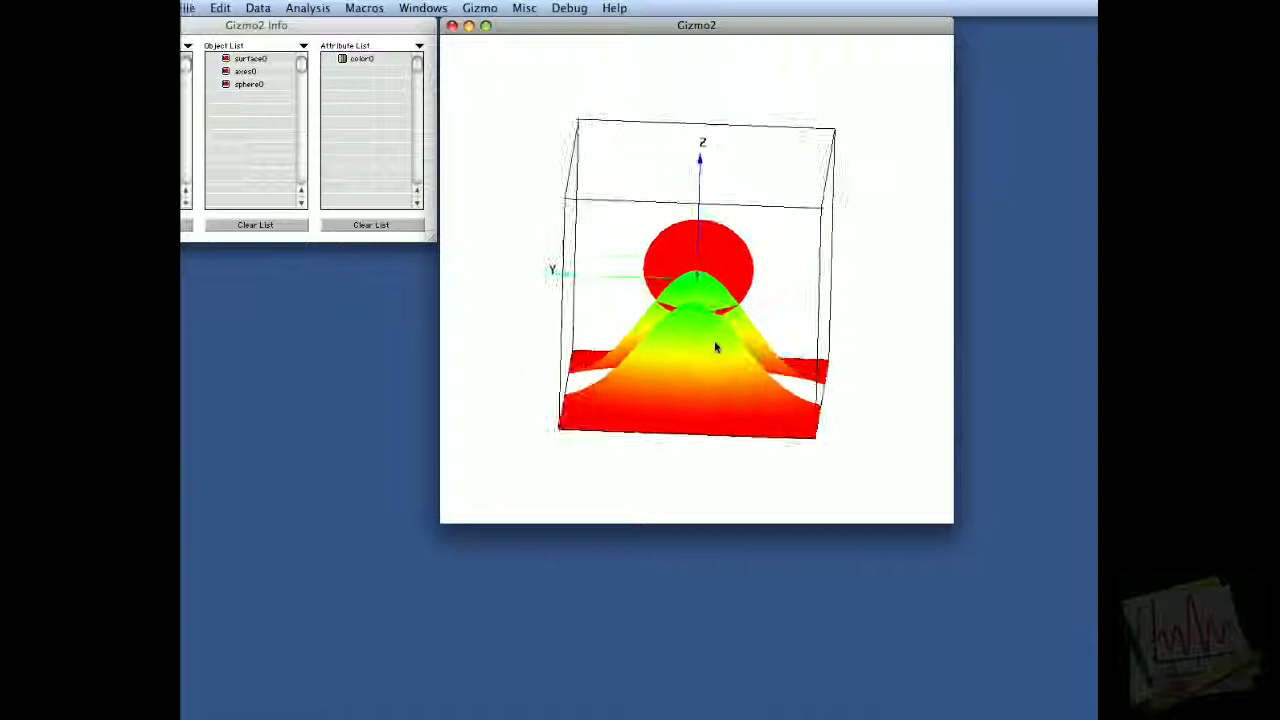 ile Edit Data Analysis Macros Windows Gizmo Misc Debug Help
Gizmo2 Info
Gizmo2
Object List
Attribute List
surface0
color0
axes0
sphere0
Clear List
Clear List
Z
Y